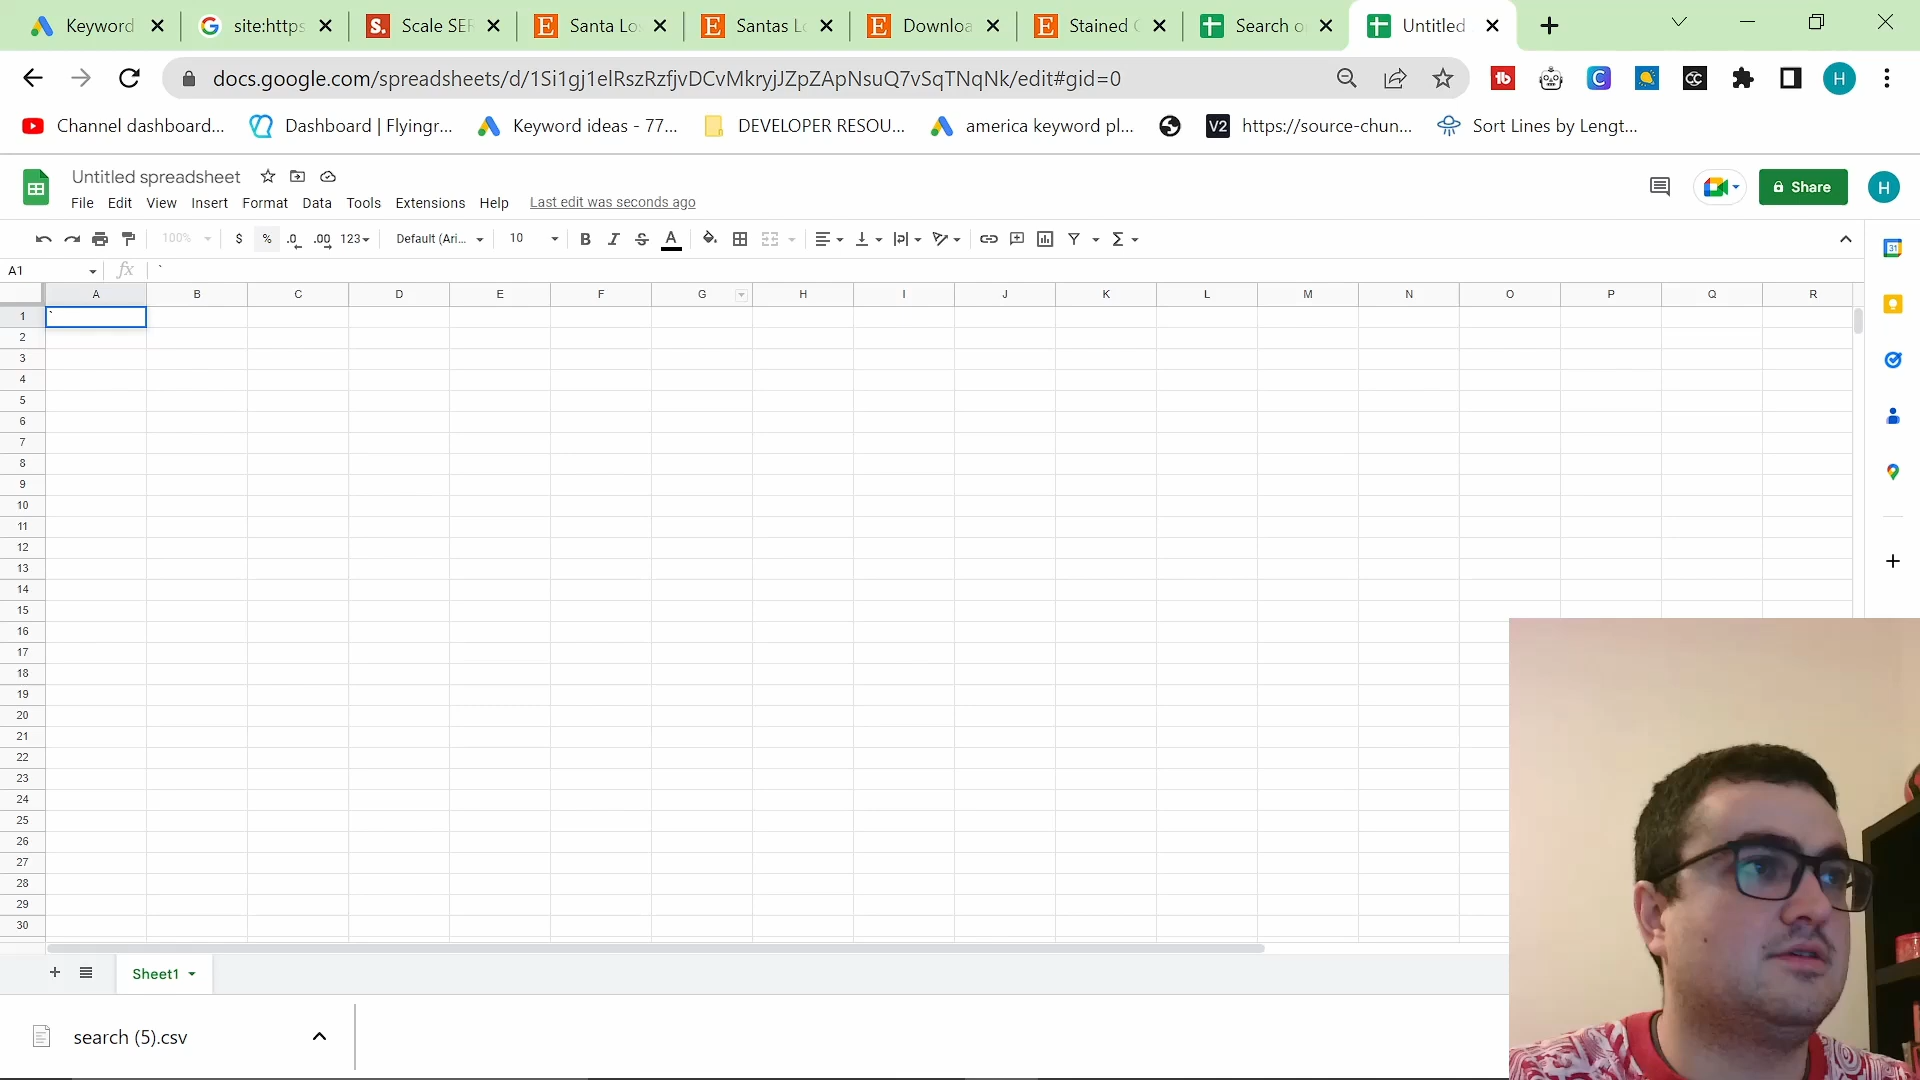 Keyword
site:https
Scale SER
Santa Lo
Santas Lo
Downloa
Stained
Search o
Untitled
docs.google.com/spreadsheets/d/1Si1gj1elRszRzfjvDCvMkryjJZpZApNsuQ7vSqTNqNk/edit#gid=0
Channel dashboard...
Dashboard | Flyingr...
Keyword ideas - 77...
DEVELOPER RESOU...
america keyword pl...
V2
https://source-chun...
Sort Lines by Lengt...
Untitled spreadsheet
File Edit View Insert Format Data Tools Extensions Help Last edit was seconds ago
Share
H
100% $ % .0 .00 123 Default (Ari... 10 B I S A
A1 fx `
A B C D E F G H I J K L M N O P Q R
1 `
2
3
4
5
6
7
8
9
10
11
12
13
14
15
16
17
18
19
20
21
22
23
24
25
26
27
28
29
30
Sheet1
search (5).csv